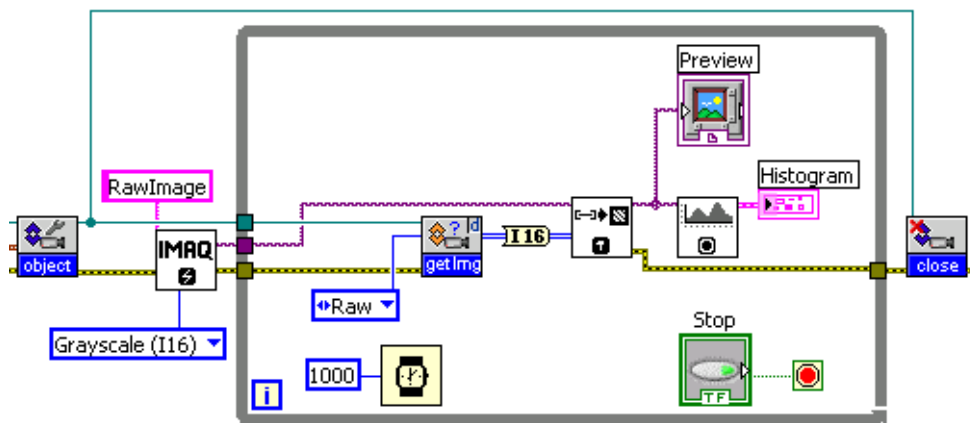 Preview
Histogram
RawImage
object
IMAQ
? d
getImg
I16
close
Raw
Grayscale (I16)
Stop
1000
i
TF